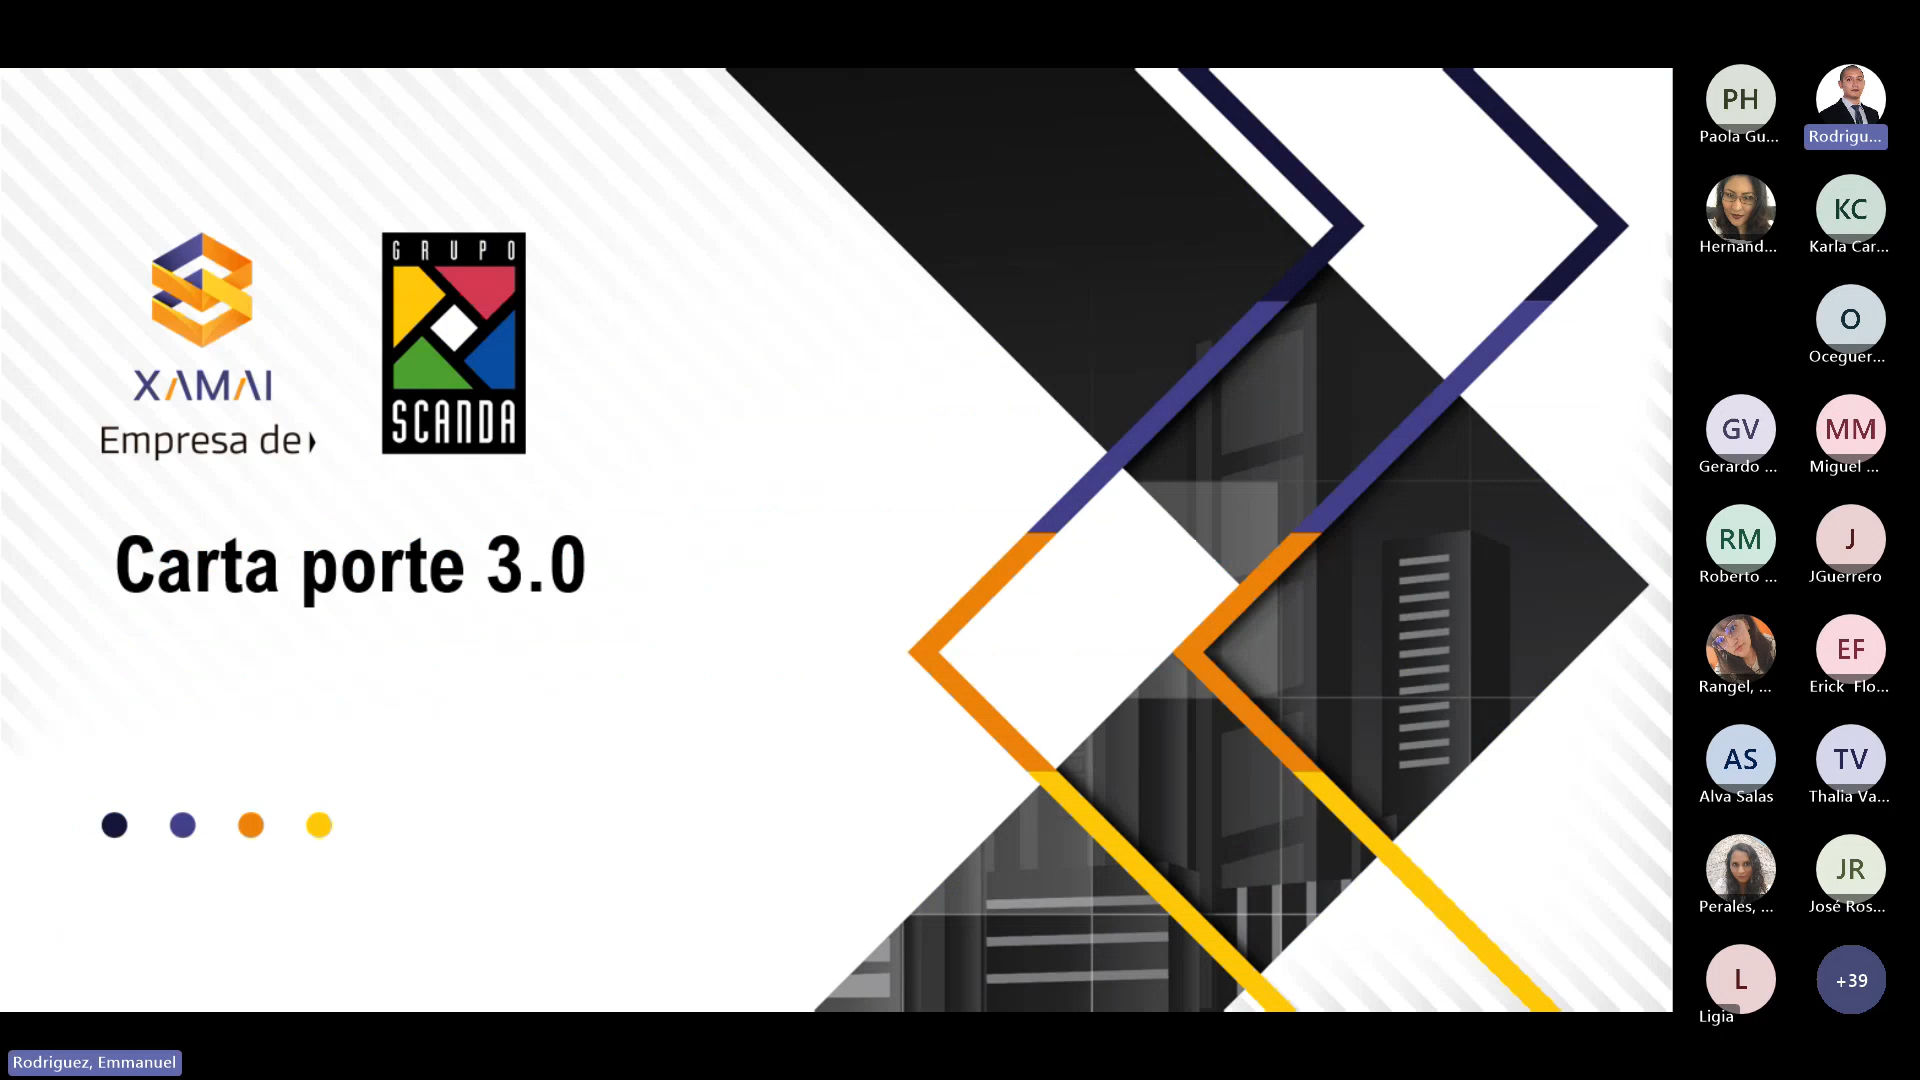 XAMAI
Empresa de
GRUPO
SCANDA
Carta porte 3.0
PH
Paola Gu...
Rodrigu...
Hernand...
KC
Karla Car...
O
Oceguer...
GV
Gerardo ...
MM
Miguel ...
RM
Roberto ...
J
JGuerrero
Rangel, ...
EF
Erick Flo...
AS
Alva Salas
TV
Thalia Va...
Perales, ...
JR
José Ros...
L
Ligia
+39
Rodriguez, Emmanuel